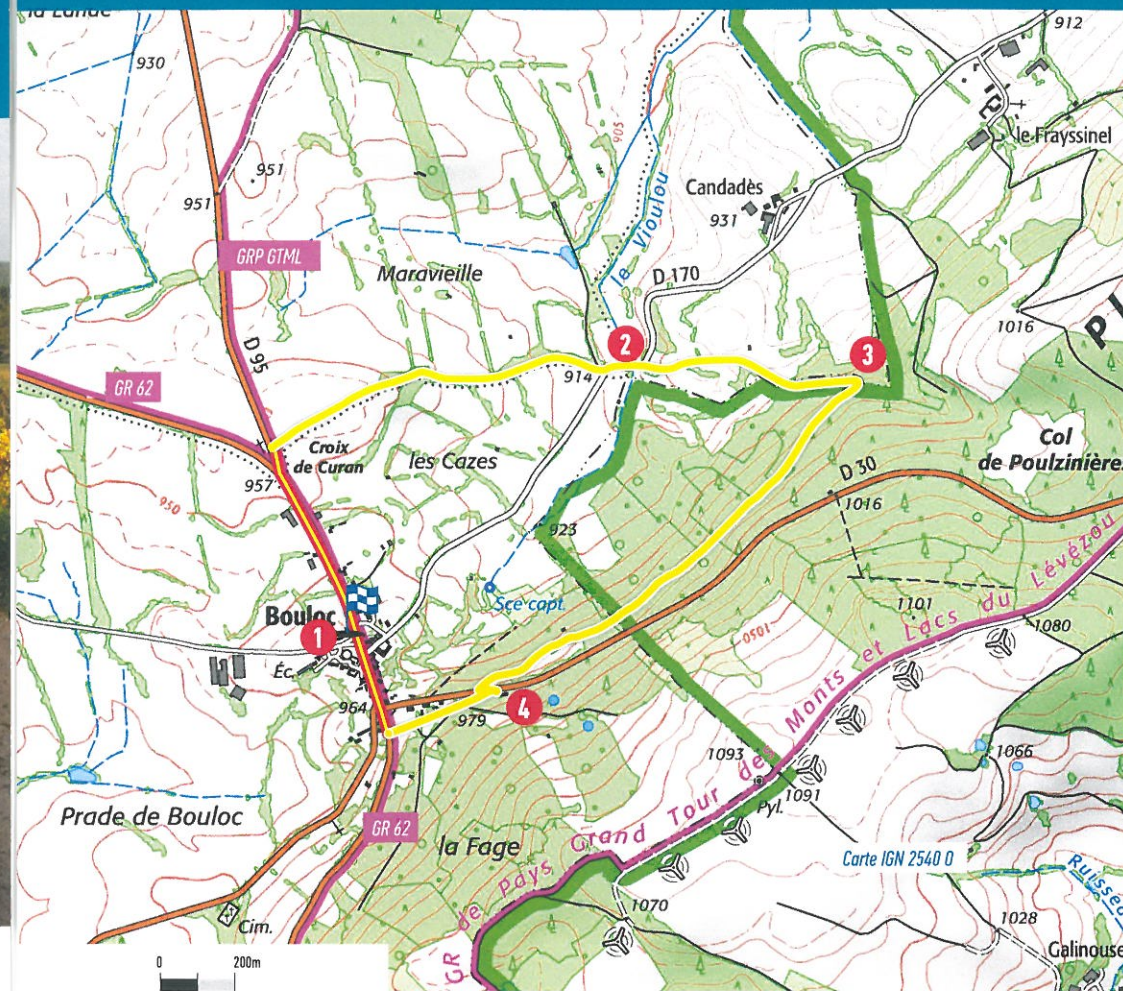 la Lande
912
930
le Frayssinel
905
951
951
Candadès
931
le Vioulou
GRP GTML
Maravieille
D 170
1016
D 95
2
3
914
GR 62
Croix
de Curan
les Cazes
Col
de Poulzinière
957
D 30
1016
950
923
Sce capt.
Bouloc
1
Éc.
1050
1101
1080
964
979
4
GR de Pays Grand Tour des Monts et Lacs du Lévézou
1093
1091
Pyl.
1066
Prade de Bouloc
GR 62
la Fage
Carte IGN 2540 O
Cim.
1070
1028
Galinouse
0 200m